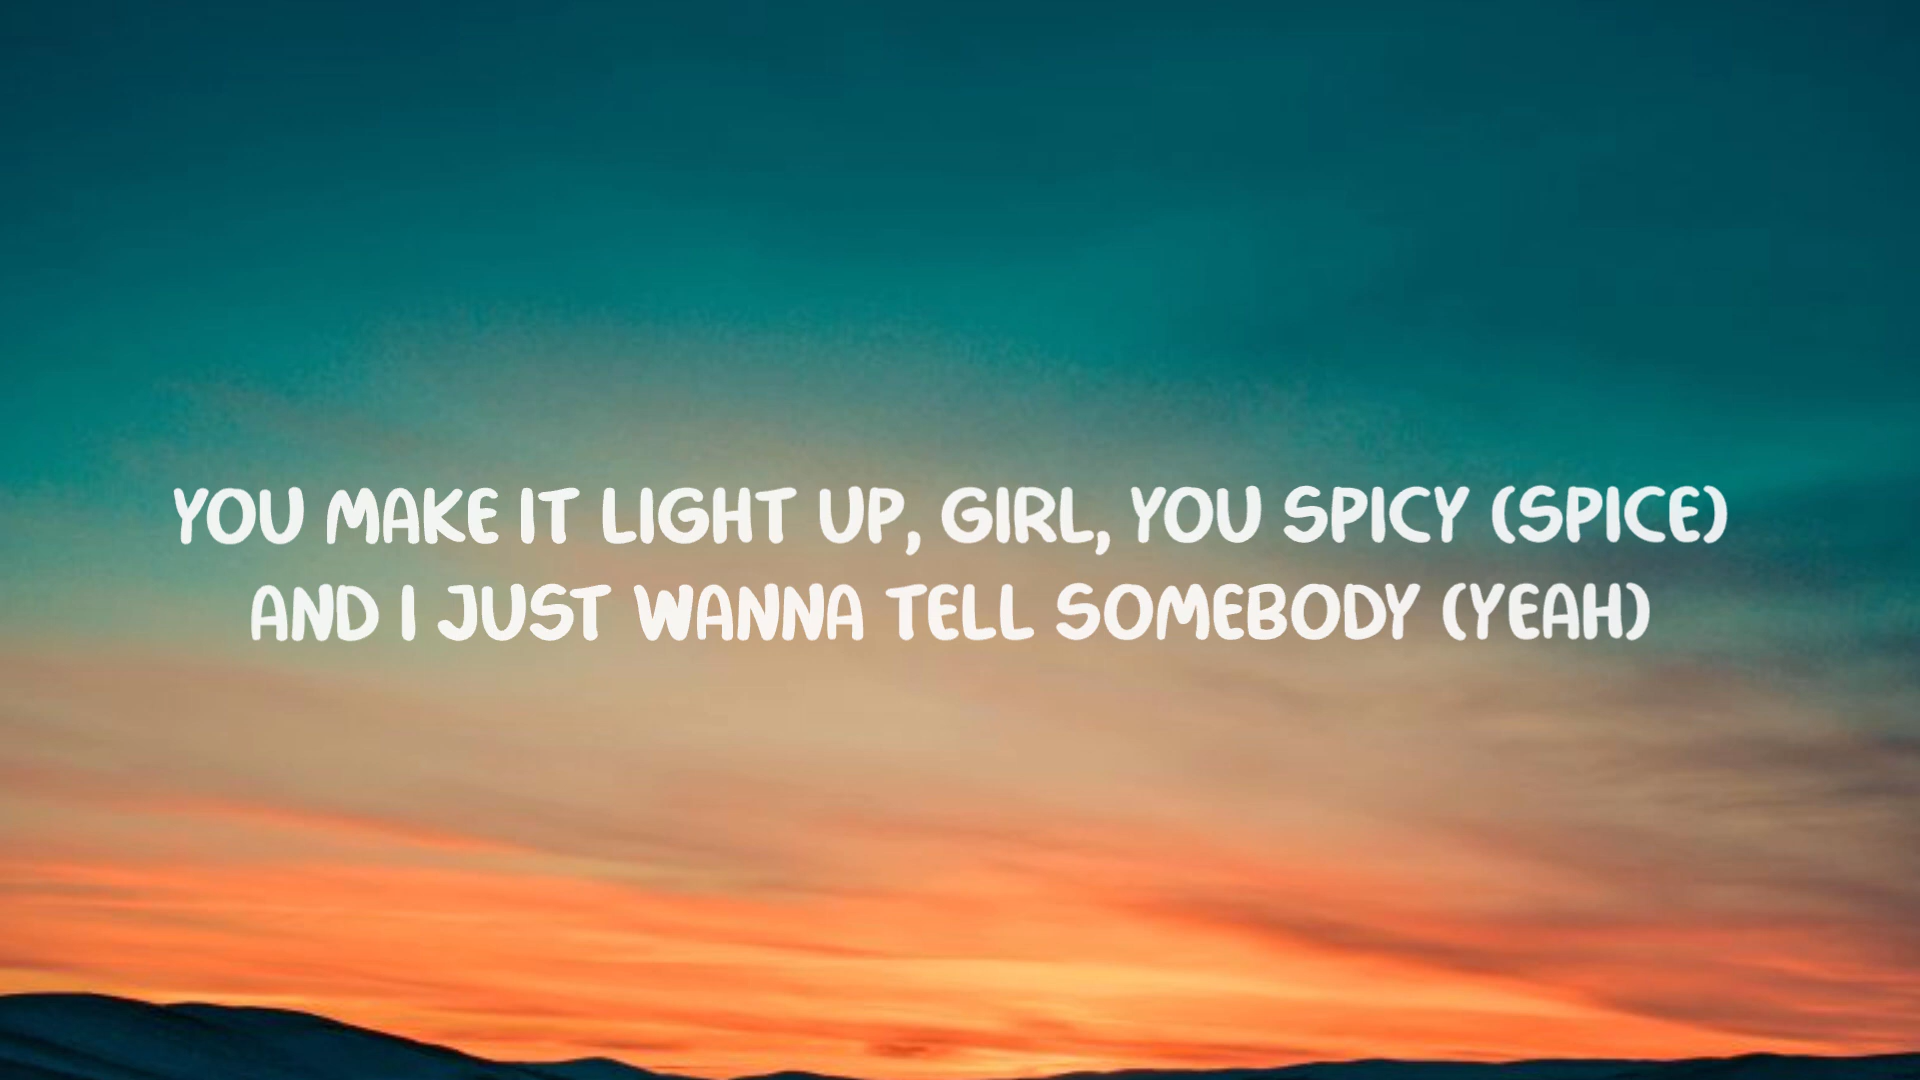 YOU MAKE IT LIGHT UP, GIRL, YOU SPICY (SPICE)
AND I JUST WANNA TELL SOMEBODY (YEAH)